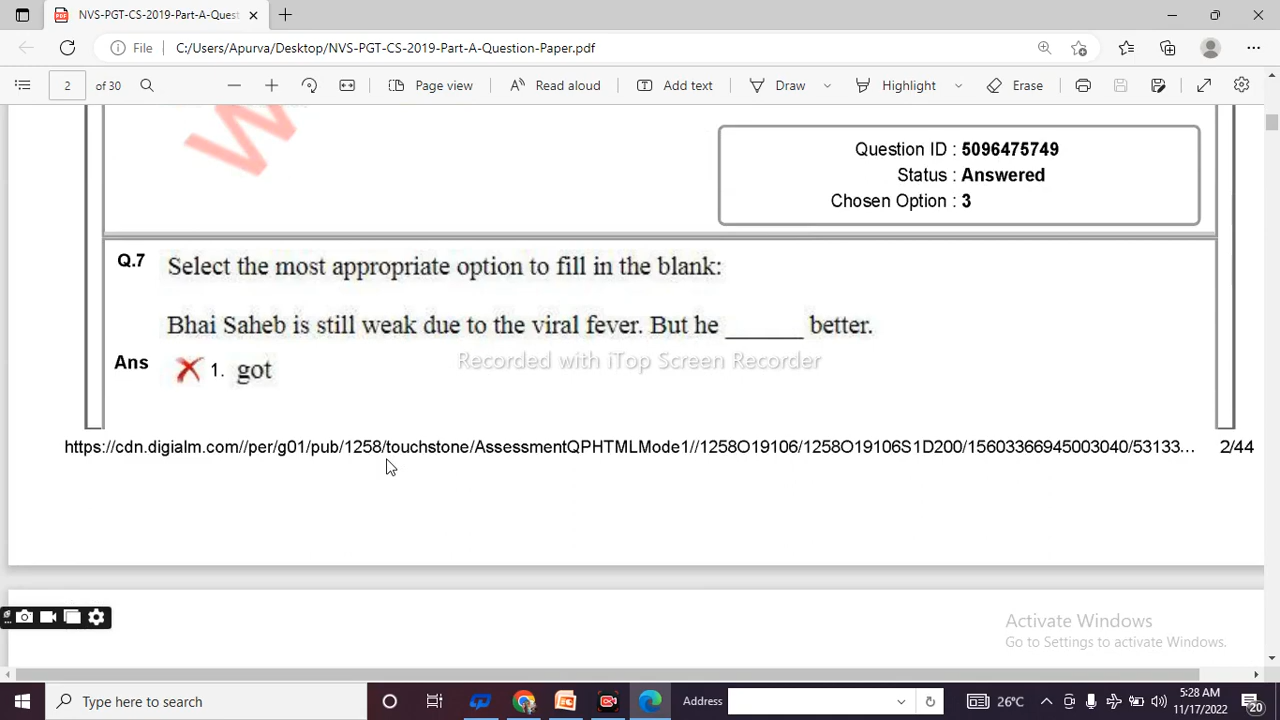 NVS-PGT-CS-2019-Part-A-Quest
File C:/Users/Apurva/Desktop/NVS-PGT-CS-2019-Part-A-Question-Paper.pdf
2 of 30 Page view Read aloud Add text Draw Highlight Erase
W
Question ID : 5096475749
Status : Answered
Chosen Option : 3
Q.7 Select the most appropriate option to fill in the blank:
Bhai Saheb is still weak due to the viral fever. But he ______ better.
Recorded with iTop Screen Recorder
Ans 1. got
https://cdn.digialm.com//per/g01/pub/1258/touchstone/AssessmentQPHTMLMode1//1258O19106/1258O19106S1D200/15603366945003040/53133... 2/44
Activate Windows
Go to Settings to activate Windows.
Type here to search Address 26°C 5:28 AM
11/17/2022 20